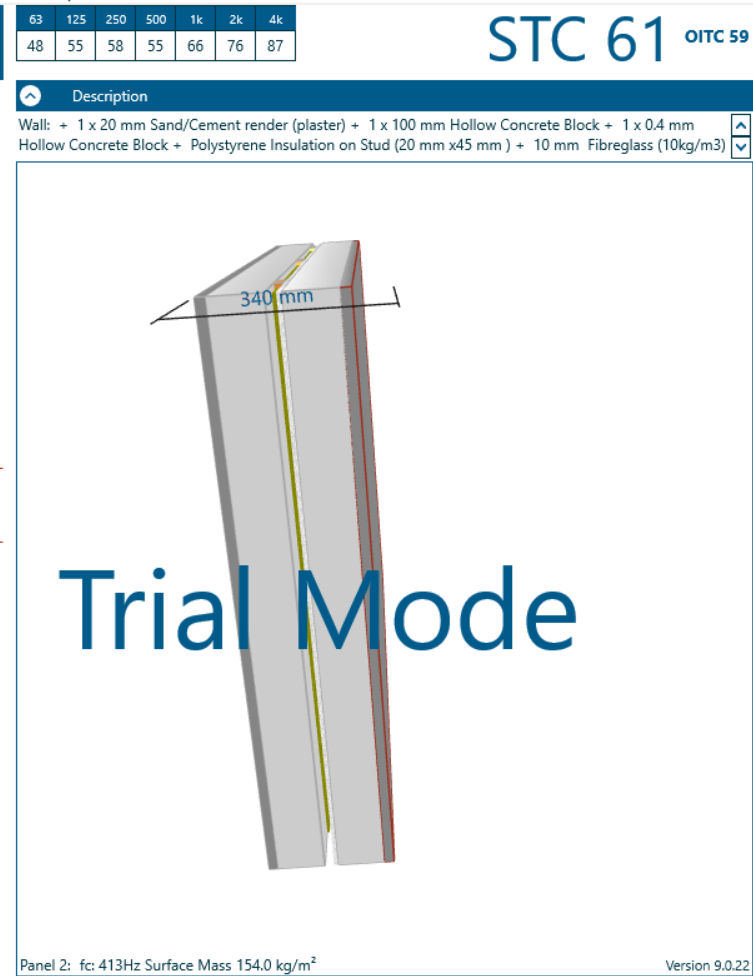 63 125 250 500 1k 2k 4k
48 55 58 55 66 76 87
STC 61 OITC 59
Description
Wall: + 1 x 20 mm Sand/Cement render (plaster) + 1 x 100 mm Hollow Concrete Block + 1 x 0.4 mm
Hollow Concrete Block + Polystyrene Insulation on Stud (20 mm x45 mm ) + 10 mm Fibreglass (10kg/m3)
340 mm
Trial Mode
Panel 2: fc: 413Hz Surface Mass 154.0 kg/m²
Version 9.0.22